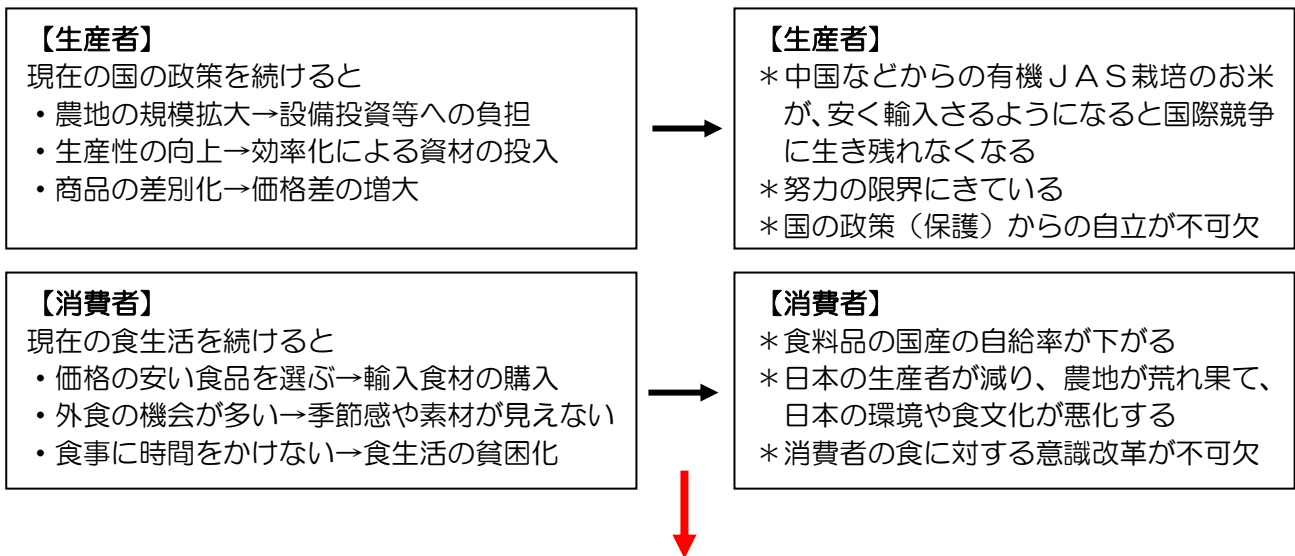 【生産者】
現在の国の政策を続けると
・農地の規模拡大→設備投資等への負担
・生産性の向上→効率化による資材の投入
・商品の差別化→価格差の増大
【生産者】
＊中国などからの有機ＪＡＳ栽培のお米
が、安く輸入さるようになると国際競争
に生き残れなくなる
＊努力の限界にきている
＊国の政策（保護）からの自立が不可欠
【消費者】
現在の食生活を続けると
・価格の安い食品を選ぶ→輸入食材の購入
・外食の機会が多い→季節感や素材が見えない
・食事に時間をかけない→食生活の貧困化
【消費者】
＊食料品の国産の自給率が下がる
＊日本の生産者が減り、農地が荒れ果て、
日本の環境や食文化が悪化する
＊消費者の食に対する意識改革が不可欠